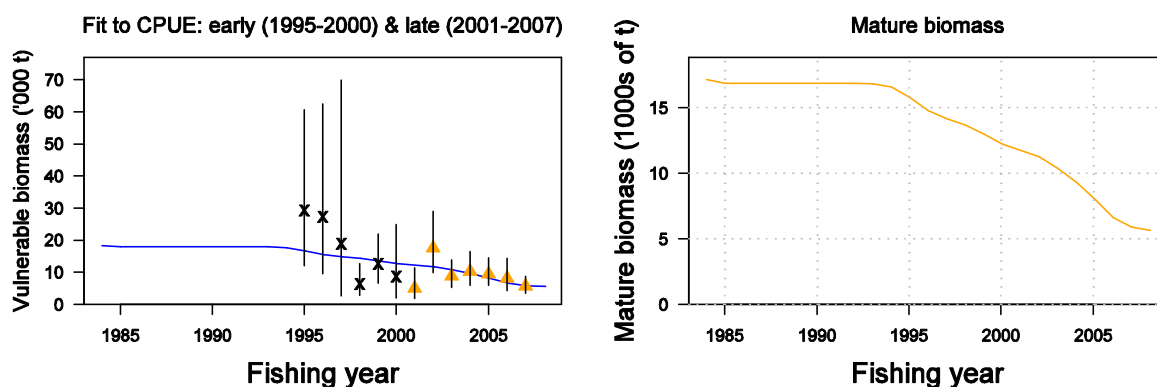 Fit to CPUE: early (1995-2000) & late (2001-2007)
Vulnerable biomass ('000 t)
70
60
50
40
30
20
10
0
1985 1990 1995 2000 2005
Fishing year
Mature biomass
Mature biomass (1000s of t)
15
10
5
0
1985 1990 1995 2000 2005
Fishing year